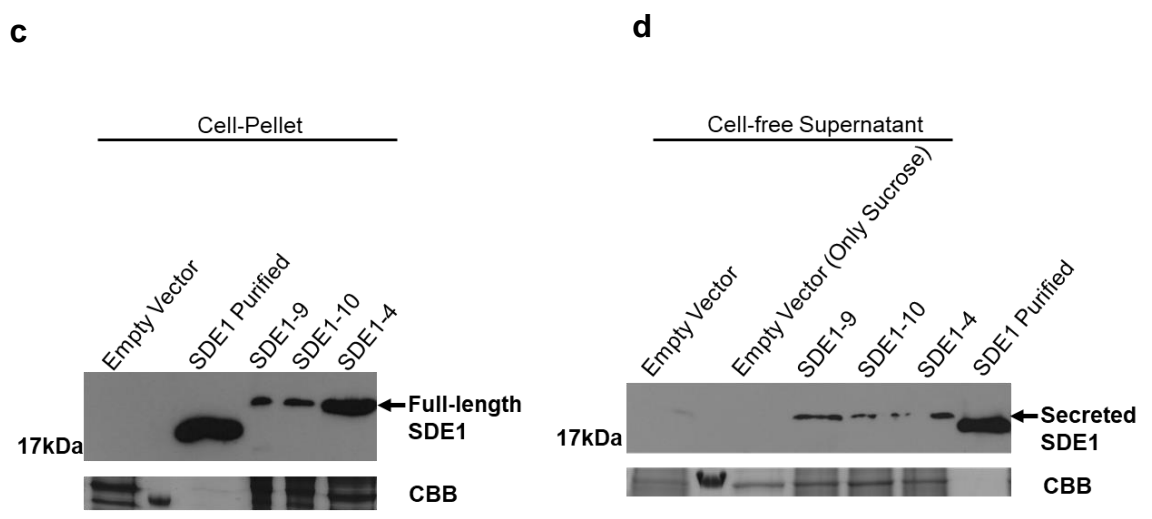 c
Cell-Pellet
Empty Vector
SDE1 Purified
SDE1-9
SDE1-10
SDE1-4
Full-length
SDE1
17kDa
CBB
d
Cell-free Supernatant
Empty Vector
Empty Vector (Only Sucrose)
SDE1-9
SDE1-10
SDE1-4
SDE1 Purified
Secreted
SDE1
17kDa
CBB